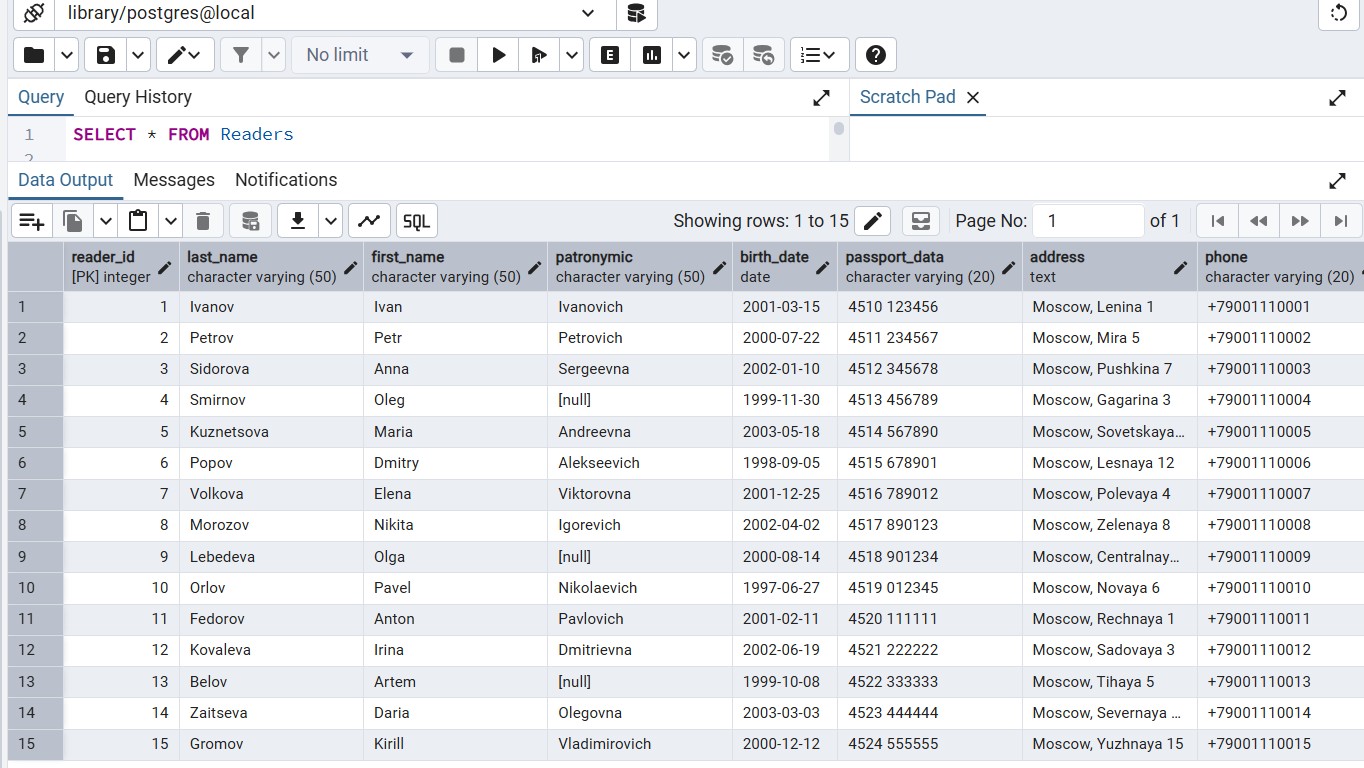 library/postgres@local
No limit
E
SQL
Query Query History Scratch Pad
1 SELECT * FROM Readers
2
Data Output Messages Notifications
Showing rows: 1 to 15 Page No: 1 of 1
reader_id last_name first_name patronymic birth_date passport_data address phone
[PK] integer character varying (50) character varying (50) character varying (50) date character varying (20) text character varying (20)
1 1 Ivanov Ivan Ivanovich 2001-03-15 4510 123456 Moscow, Lenina 1 +79001110001
2 2 Petrov Petr Petrovich 2000-07-22 4511 234567 Moscow, Mira 5 +79001110002
3 3 Sidorova Anna Sergeevna 2002-01-10 4512 345678 Moscow, Pushkina 7 +79001110003
4 4 Smirnov Oleg [null] 1999-11-30 4513 456789 Moscow, Gagarina 3 +79001110004
5 5 Kuznetsova Maria Andreevna 2003-05-18 4514 567890 Moscow, Sovetskaya… +79001110005
6 6 Popov Dmitry Alekseevich 1998-09-05 4515 678901 Moscow, Lesnaya 12 +79001110006
7 7 Volkova Elena Viktorovna 2001-12-25 4516 789012 Moscow, Polevaya 4 +79001110007
8 8 Morozov Nikita Igorevich 2002-04-02 4517 890123 Moscow, Zelenaya 8 +79001110008
9 9 Lebedeva Olga [null] 2000-08-14 4518 901234 Moscow, Centralnay… +79001110009
10 10 Orlov Pavel Nikolaevich 1997-06-27 4519 012345 Moscow, Novaya 6 +79001110010
11 11 Fedorov Anton Pavlovich 2001-02-11 4520 111111 Moscow, Rechnaya 1 +79001110011
12 12 Kovaleva Irina Dmitrievna 2002-06-19 4521 222222 Moscow, Sadovaya 3 +79001110012
13 13 Belov Artem [null] 1999-10-08 4522 333333 Moscow, Tihaya 5 +79001110013
14 14 Zaitseva Daria Olegovna 2003-03-03 4523 444444 Moscow, Severnaya … +79001110014
15 15 Gromov Kirill Vladimirovich 2000-12-12 4524 555555 Moscow, Yuzhnaya 15 +79001110015